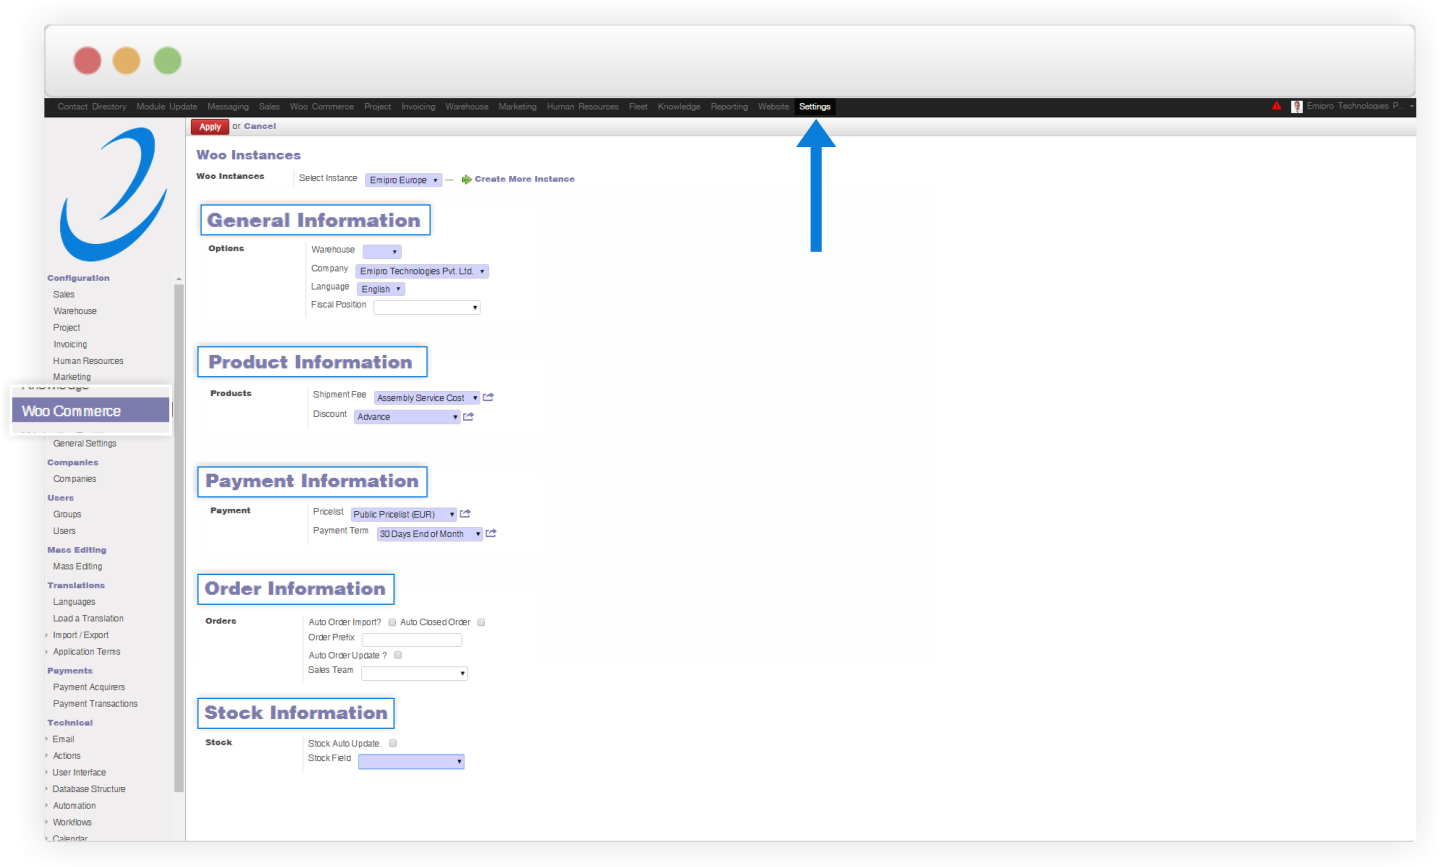 Contact Directory Module Update Messaging Sales Woo Commerce Project Invoicing Warehouse Marketing Human Resources Fleet Knowledge Reporting Website Settings Emipro Technologies P...
Apply or Cancel
Woo Instances
Woo Instances Select Instance Emipro Europe Create More Instance
General Information
Options Warehouse
Company Emipro Technologies Pvt. Ltd.
Language English
Fiscal Position
Product Information
Products Shipment Fee Assembly Service Cost
Discount Advance
Payment Information
Payment Pricelist Public Pricelist (EUR)
Payment Term 30 Days End of Month
Order Information
Orders Auto Order Import? Auto Closed Order
Order Prefix
Auto Order Update ?
Sales Team
Stock Information
Stock Stock Auto Update.
Stock Field
Configuration
Sales
Warehouse
Project
Invoicing
Human Resources
Marketing
Woo Commerce
General Settings
Companies
Companies
Users
Groups
Users
Mass Editing
Mass Editing
Translations
Languages
Load a Translation
Import / Export
Application Terms
Payments
Payment Acquirers
Payment Transactions
Technical
Email
Actions
User Interface
Database Structure
Automation
Workflows
Calendar